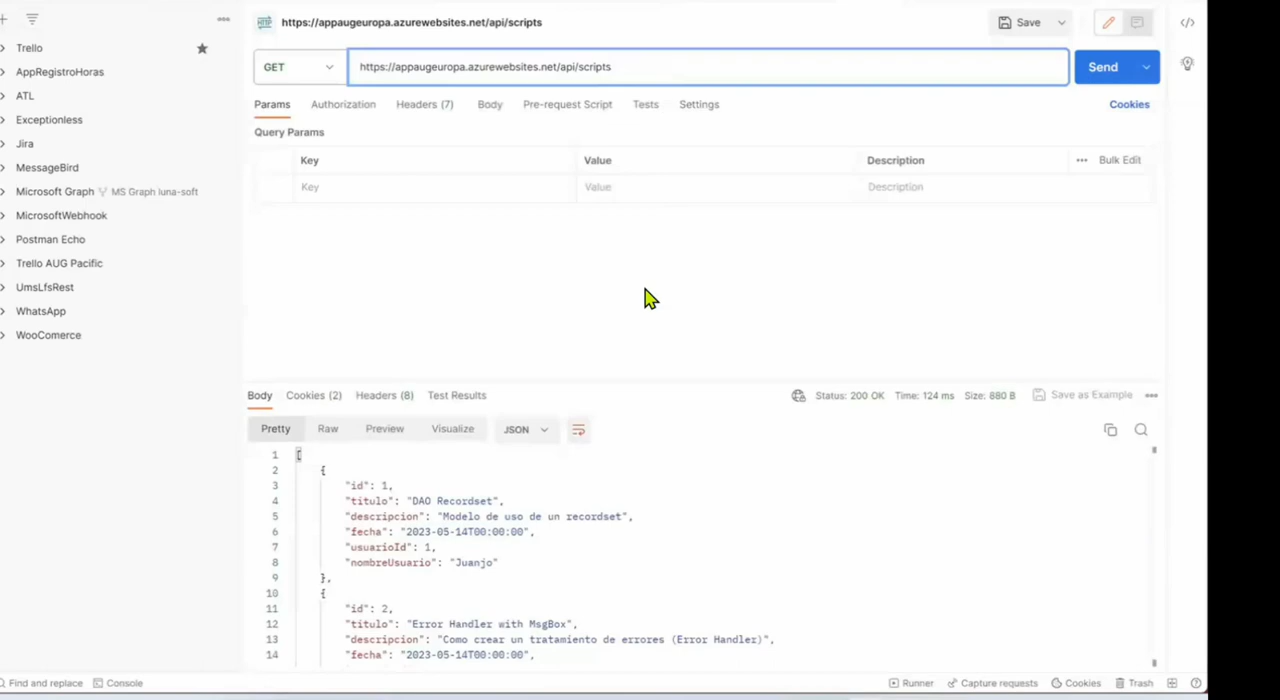 https://appaugeuropa.azurewebsites.net/api/scripts
Save
Trello
AppRegistroHoras
ATL
Exceptionless
Jira
MessageBird
Microsoft Graph MS Graph luna-soft
MicrosoftWebhook
Postman Echo
Trello AUG Pacific
UmsLfsRest
WhatsApp
WooComerce
GET https://appaugeuropa.azurewebsites.net/api/scripts Send
Params Authorization Headers (7) Body Pre-request Script Tests Settings Cookies
Query Params
Key Value Description Bulk Edit
Key Value Description
Body Cookies (2) Headers (8) Test Results Status: 200 OK Time: 124 ms Size: 680 B Save as Example
Pretty Raw Preview Visualize JSON
1 [
2 {
3 "id": 1,
4 "titulo": "DAO Recordset",
5 "descripcion": "Modelo de uso de un recordset",
6 "fecha": "2023-05-14T00:00:00",
7 "usuarioId": 1,
8 "nombreUsuario": "Juanjo"
9 },
10 {
11 "id": 2,
12 "titulo": "Error Handler with MsgBox",
13 "descripcion": "Como crear un tratamiento de errores (Error Handler)",
14 "fecha": "2023-05-14T00:00:00",
Find and replace Console Runner Capture requests Cookies Trash